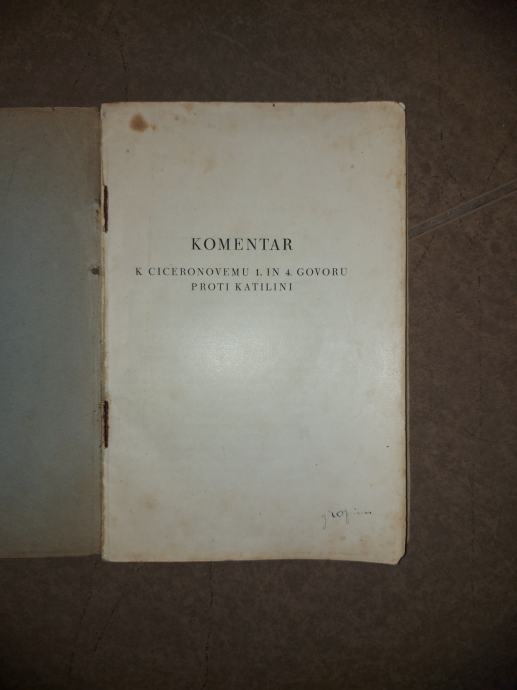 KOMENTAR
K CICERONOVEMU 1. IN 4. GOVORU
PROTI KATILINI